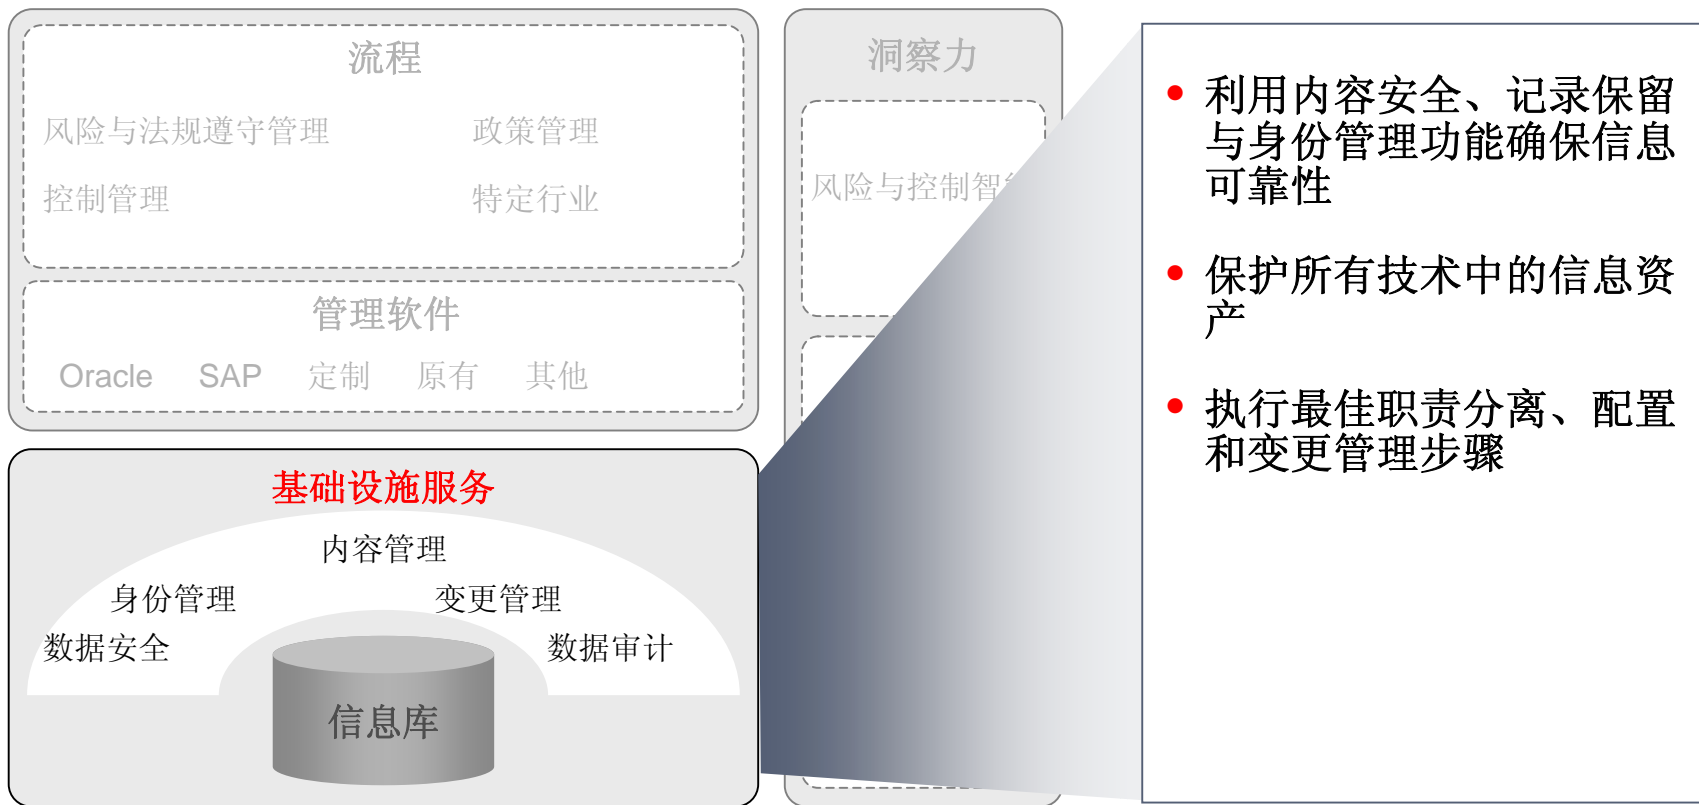 流程
风险与法规遵守管理 政策管理
控制管理 特定行业
管理软件
Oracle SAP 定制 原有 其他
基础设施服务
内容管理
身份管理 变更管理
数据安全 数据审计
信息库
洞察力
风险与控制智
• 利用内容安全、记录保留
与身份管理功能确保信息
可靠性
• 保护所有技术中的信息资
产
• 执行最佳职责分离、配置
和变更管理步骤